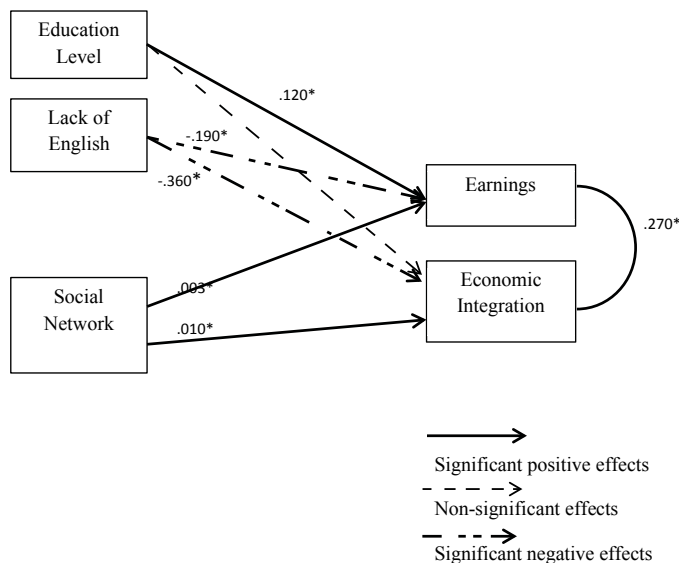 Education
Level
.120*
Lack of
English
-.190*
-.360*
Earnings
.270*
Economic
Integration
Social
Network
.003*
.010*
Significant positive effects
Non-significant effects
Significant negative effects